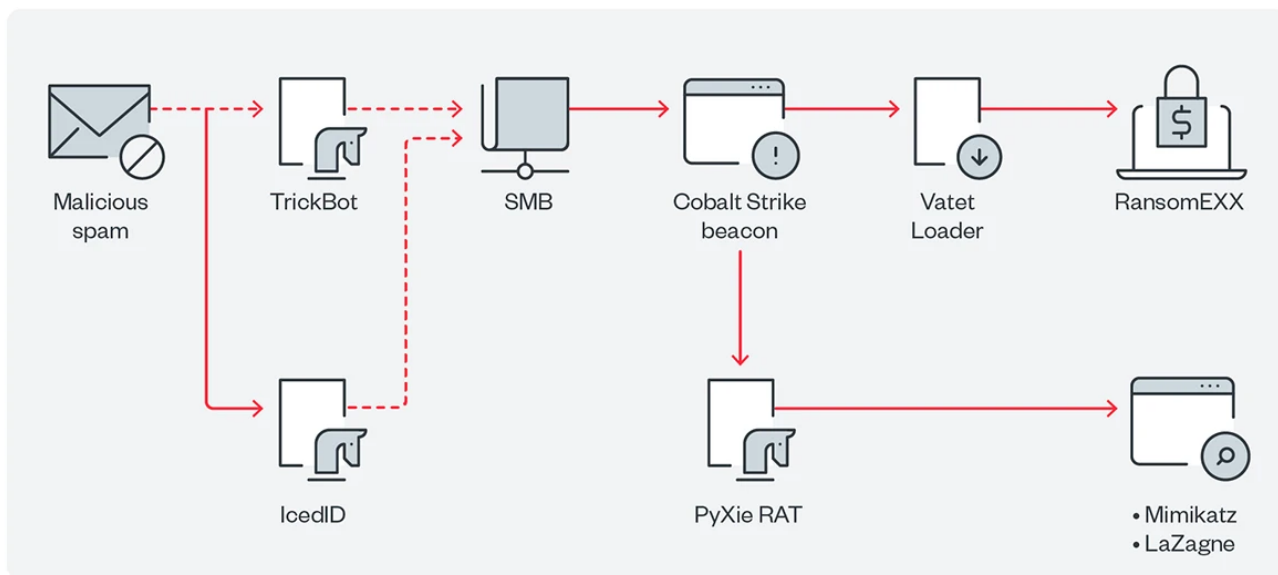 Malicious
spam
TrickBot
SMB
Cobalt Strike
beacon
Vatet
Loader
RansomEXX
$
!
IcedID
PyXie RAT
• Mimikatz
• LaZagne